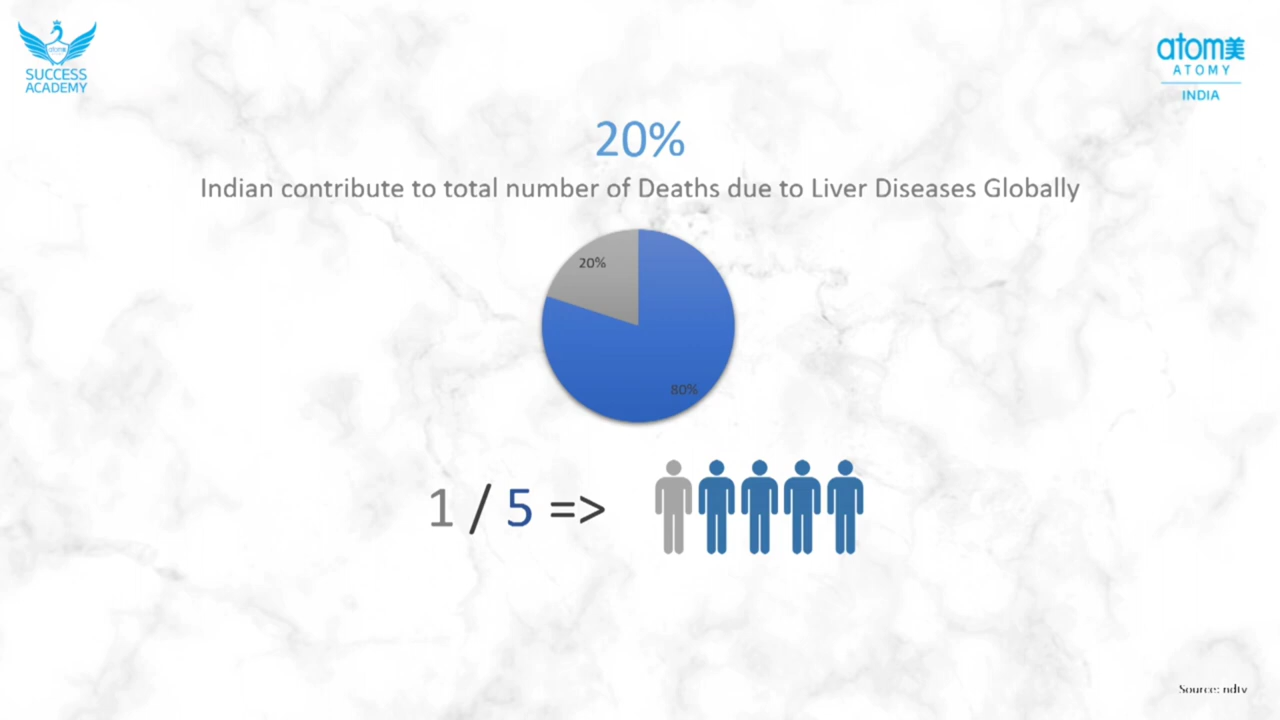 SUCCESS
ACADEMY
atom美
ATOMY
INDIA
20%
Indian contribute to total number of Deaths due to Liver Diseases Globally
20%
80%
1 / 5 =>
Source: ndtv